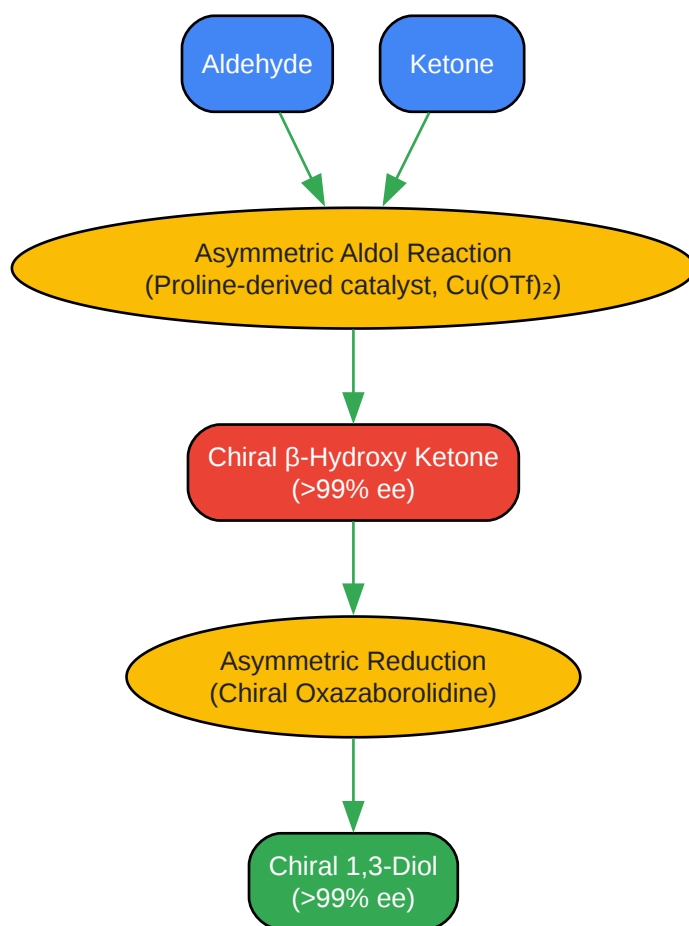 Aldehyde
Ketone
Asymmetric Aldol Reaction
(Proline-derived catalyst, Cu(OTf)₂)
Chiral β-Hydroxy Ketone
(>99% ee)
Asymmetric Reduction
(Chiral Oxazaborolidine)
Chiral 1,3-Diol
(>99% ee)